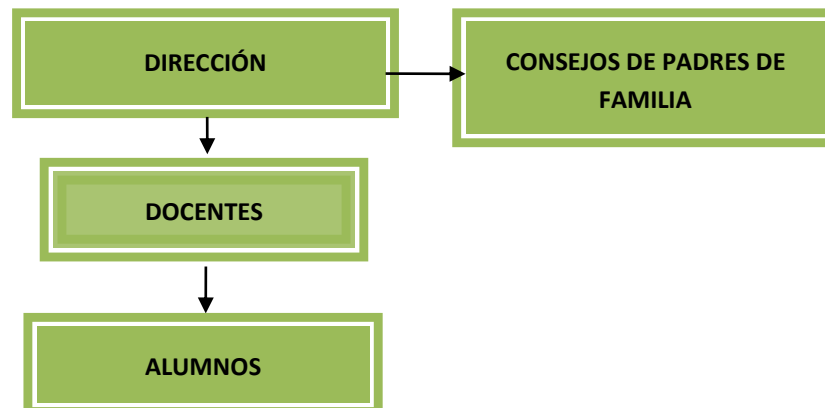 DIRECCIÓN
CONSEJOS DE PADRES DE
FAMILIA
DOCENTES
ALUMNOS